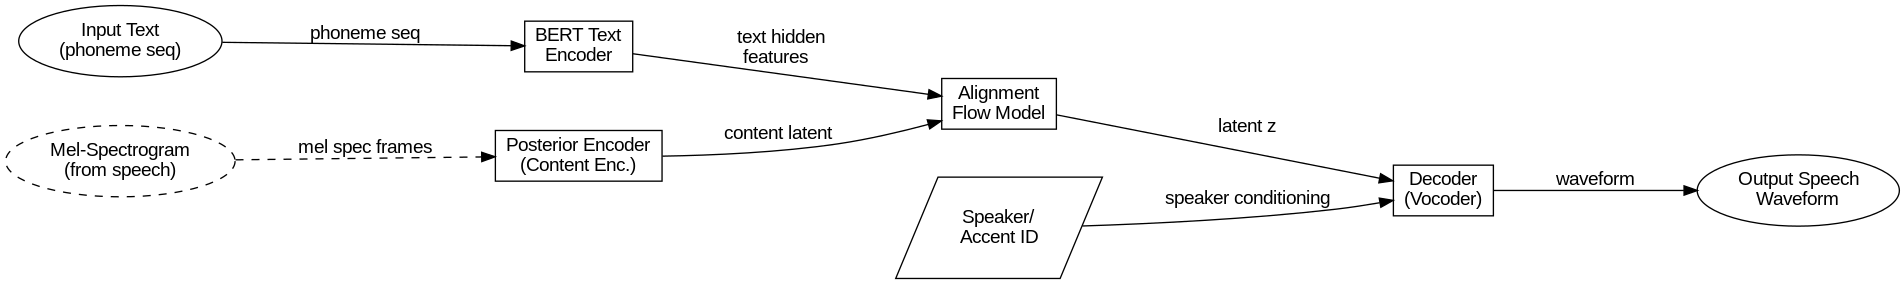 Input Text
(phoneme seq)
phoneme seq
BERT Text
Encoder
text hidden
features
Mel-Spectrogram
(from speech)
mel spec frames
Posterior Encoder
(Content Enc.)
content latent
Alignment
Flow Model
latent z
Speaker/
Accent ID
speaker conditioning
Decoder
(Vocoder)
waveform
Output Speech
Waveform